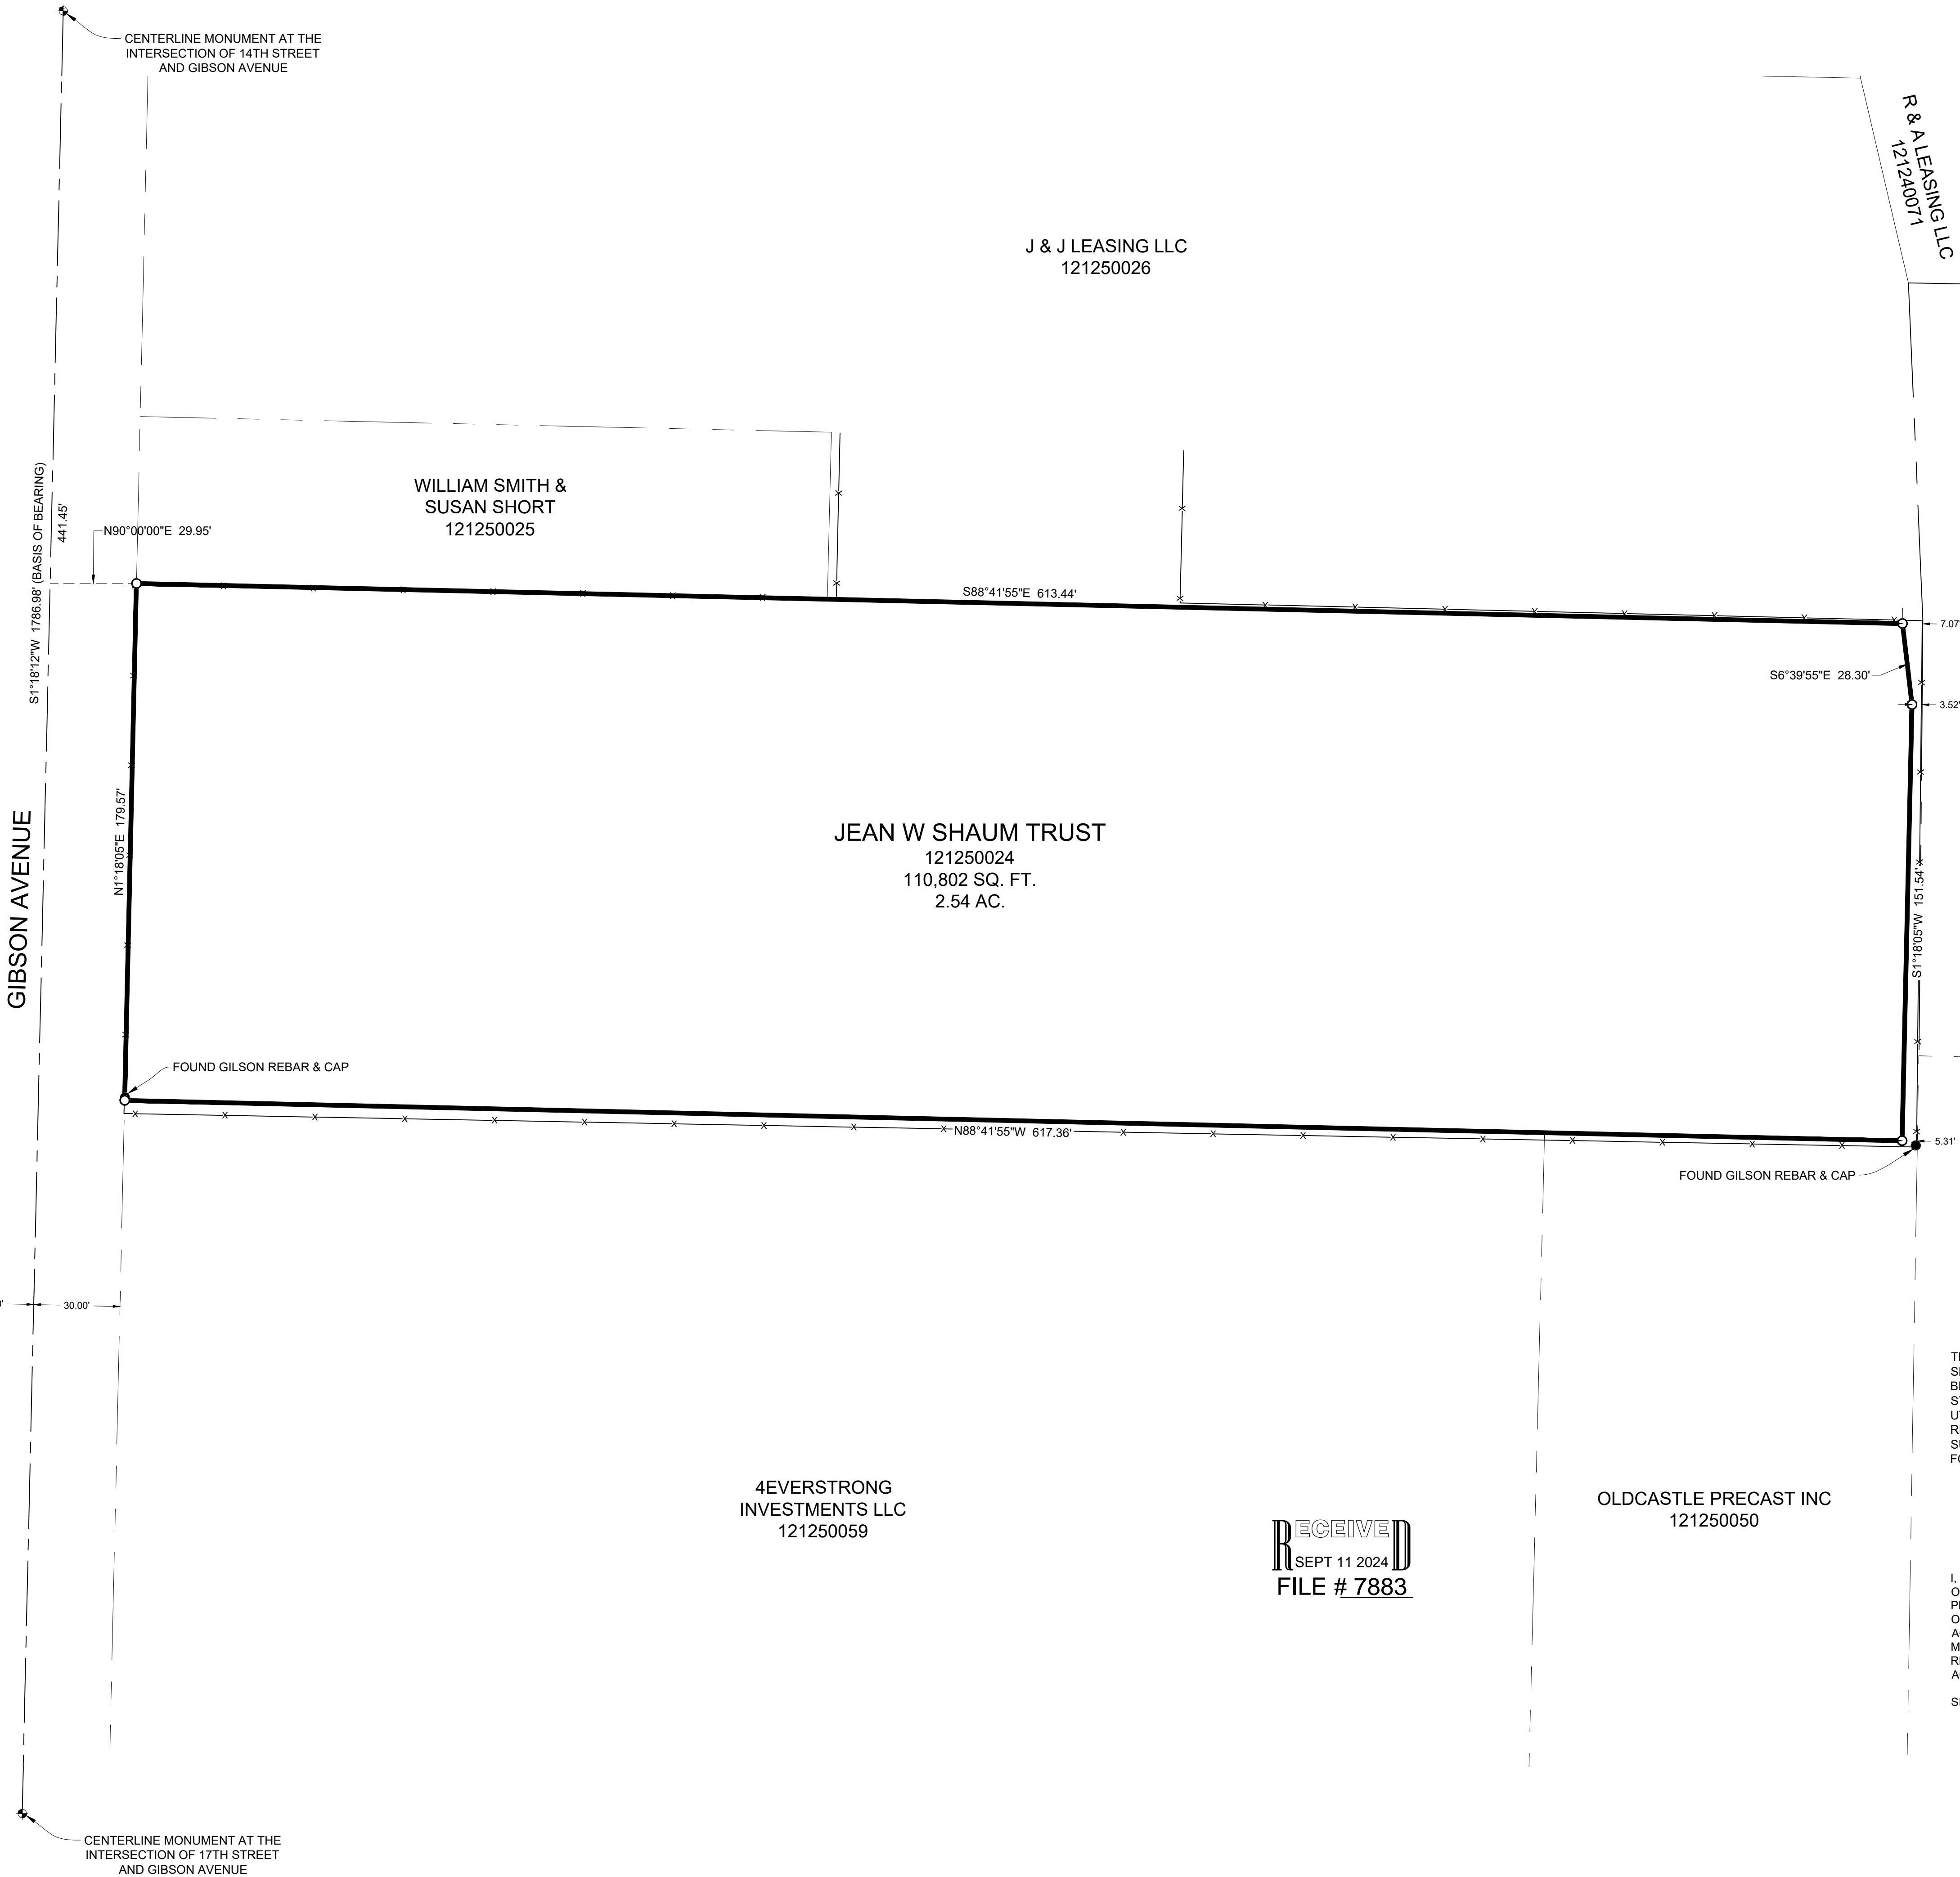 CENTERLINE MONUMENT AT THE
INTERSECTION OF 14TH STREET
AND GIBSON AVENUE
R & A LEASING LLC
121240071
J & J LEASING LLC
121250026
WILLIAM SMITH &
SUSAN SHORT
121250025
S1°18'12"W 1786.98' (BASIS OF BEARING)
441.45'
N90°00'00"E 29.95'
S88°41'55"E 613.44'
7.07'
S6°39'55"E 28.30'
3.52'
N1°18'05"E 179.57'
GIBSON AVENUE
JEAN W SHAUM TRUST
121250024
110,802 SQ. FT.
2.54 AC.
S1°18'05"W 151.54'
FOUND GILSON REBAR & CAP
N88°41'55"W 617.36'
5.31'
FOUND GILSON REBAR & CAP
30.00'
4EVERSTRONG
INVESTMENTS LLC
121250059
OLDCASTLE PRECAST INC
121250050
RECEIVED
SEPT 11 2024
FILE # 7883
CENTERLINE MONUMENT AT THE
INTERSECTION OF 17TH STREET
AND GIBSON AVENUE